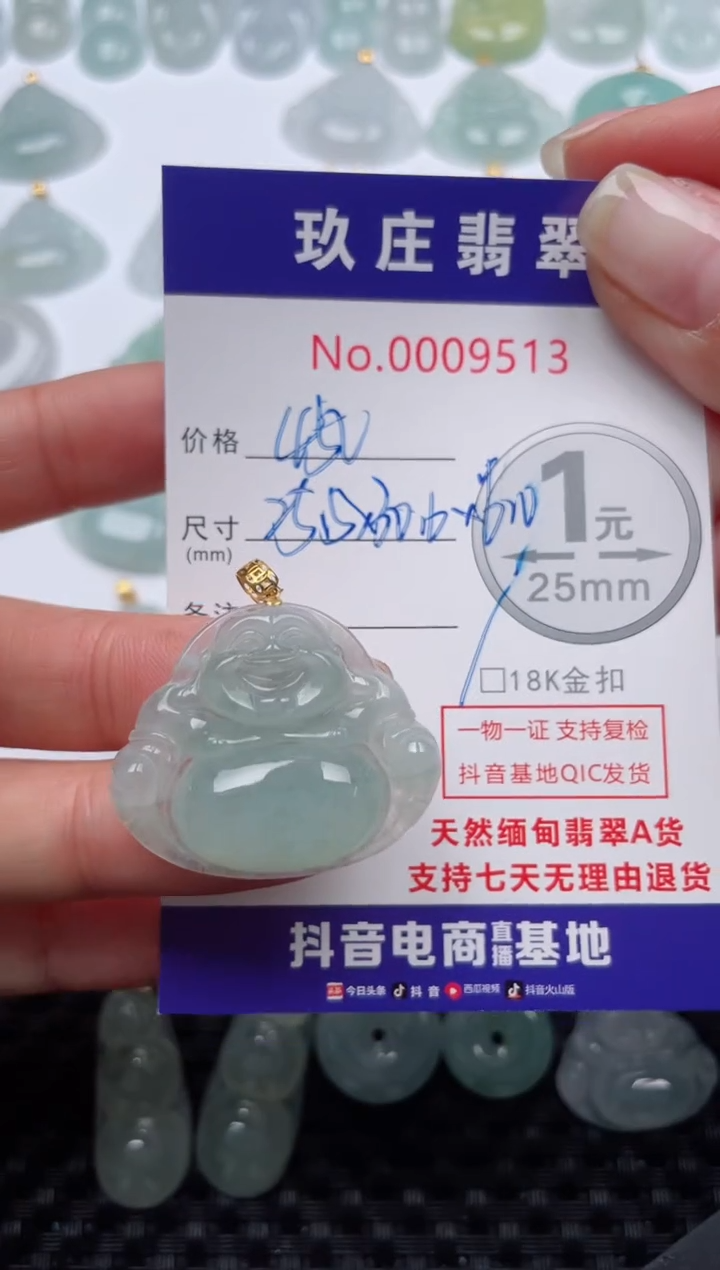 玖庄翡翠
No.0009513
价格
尺寸
(mm)
备注
1元
25mm
□18K金扣
一物一证 支持复检
抖音基地QIC发货
天然缅甸翡翠A货
支持七天无理由退货
抖音电商直播基地
头条 今日头条 抖音 西瓜视频 抖音火山版